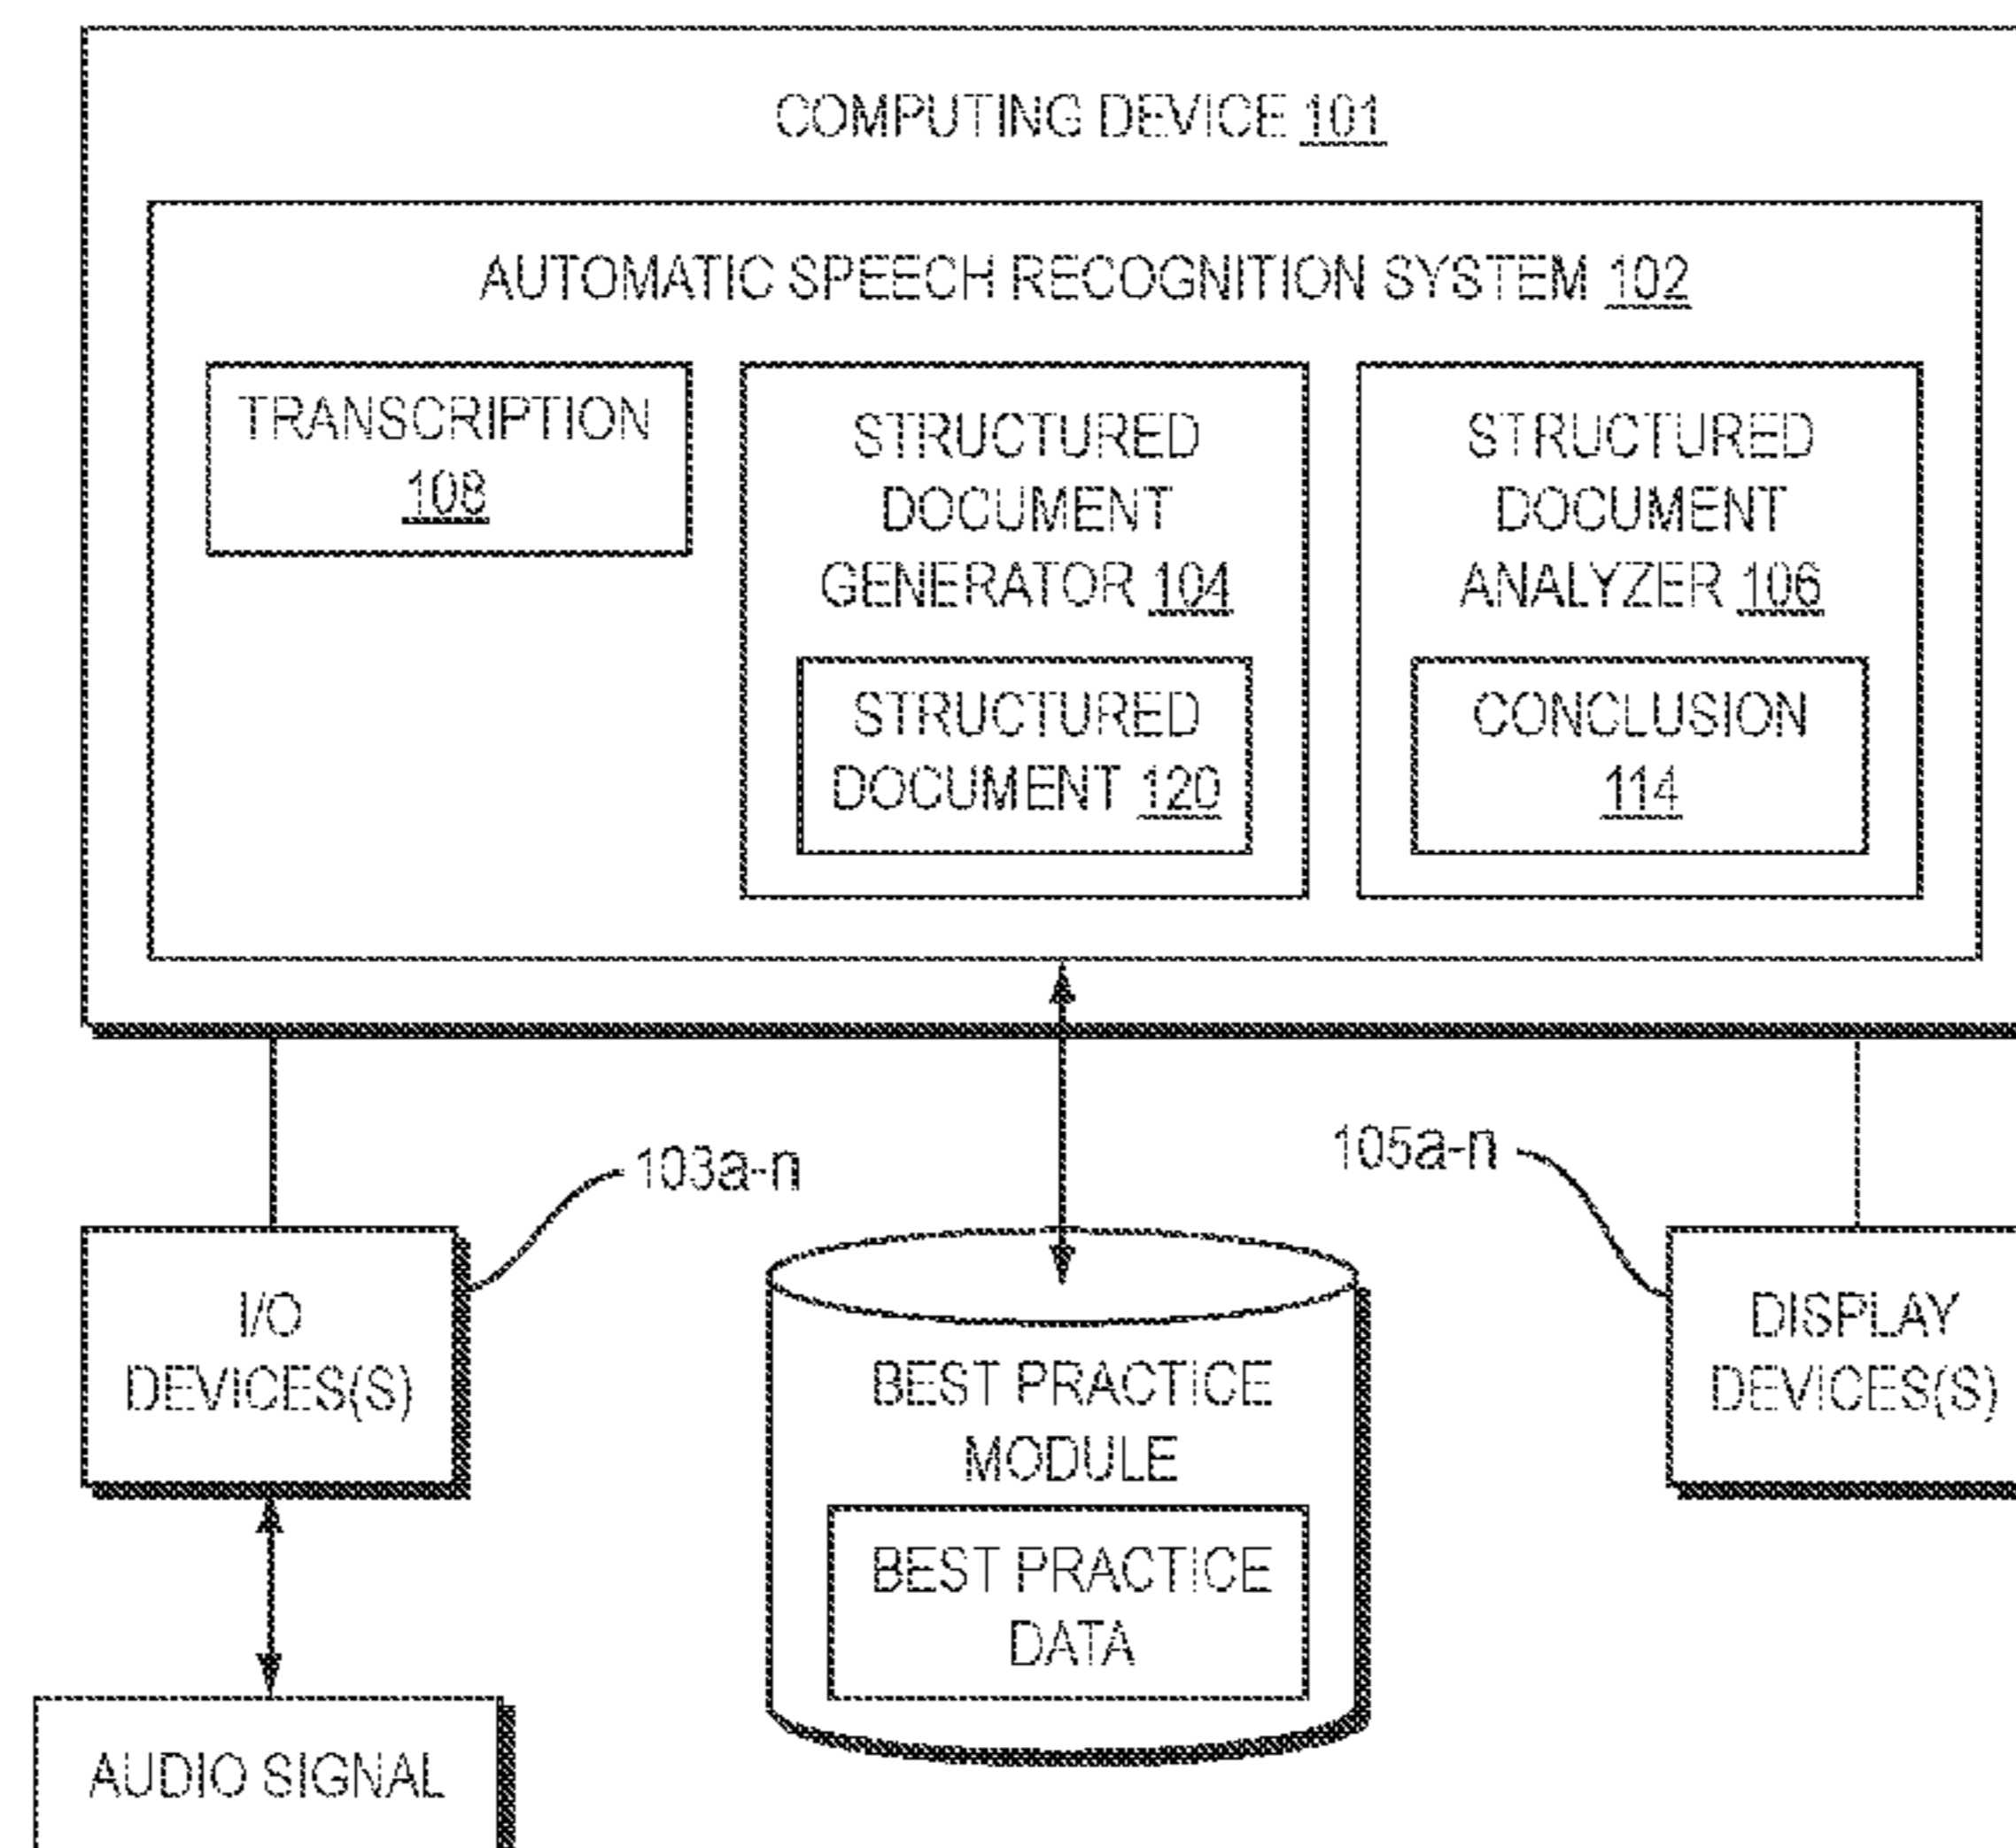 COMPUTING DEVICE 101
AUTOMATIC SPEECH RECOGNITION SYSTEM 102
TRANSCRIPTION
108
STRUCTURED
DOCUMENT
GENERATOR 104
STRUCTURED
DOCUMENT 120
STRUCTURED
DOCUMENT
ANALYZER 106
CONCLUSION
114
103a-n
105a-n
I/O
DEVICES(S)
BEST PRACTICE
MODULE
BEST PRACTICE
DATA
DISPLAY
DEVICES(S)
AUDIO SIGNAL